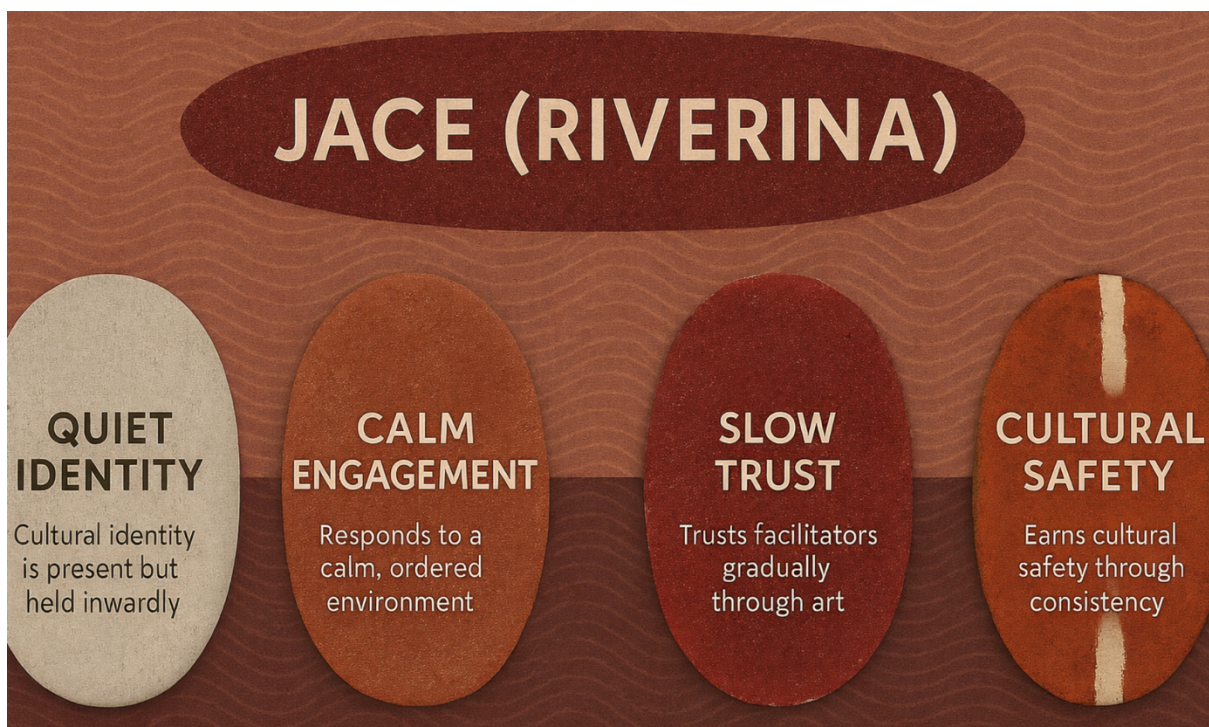 JACE (RIVERINA)
QUIET
IDENTITY
Cultural identity
is present but
held inwardly
CALM
ENGAGEMENT
Responds to a
calm, ordered
environment
SLOW
TRUST
Trusts facilitators
gradually
through art
CULTURAL
SAFETY
Earns cultural
safety through
consistency